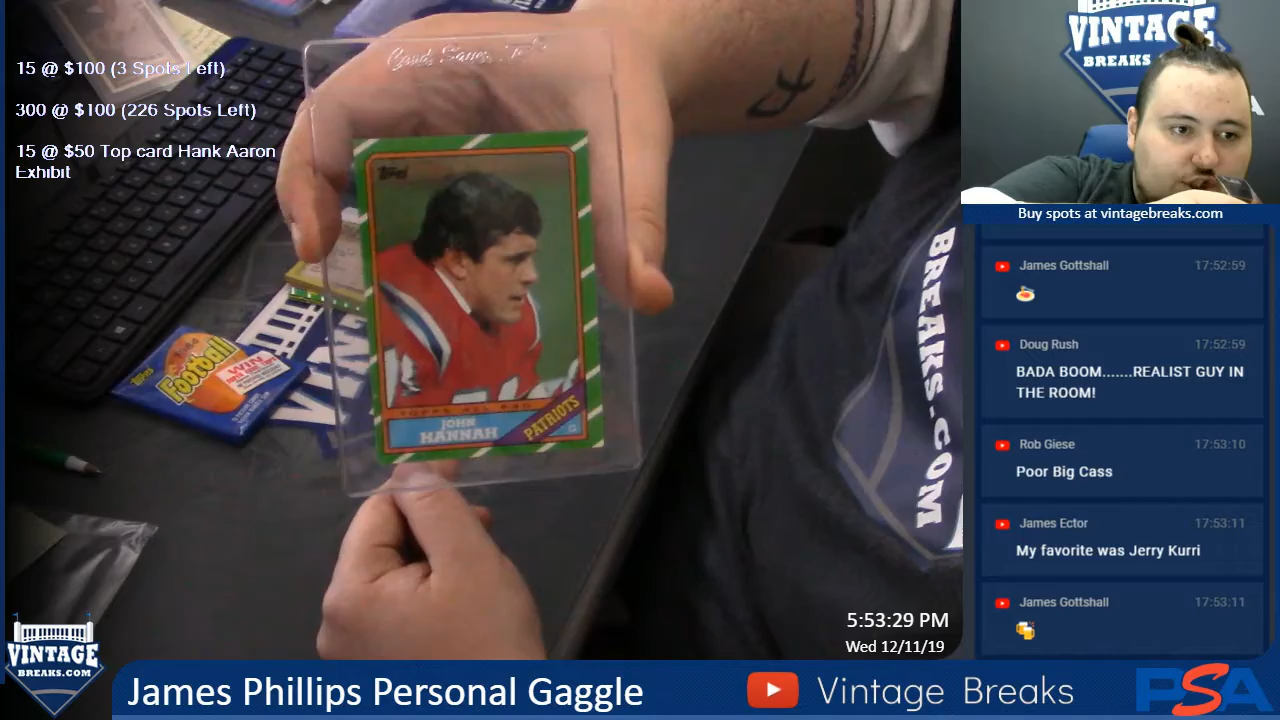 15 @ $100 (3 Spots Left)
300 @ $100 (226 Spots Left)
15 @ $50 Top card Hank Aaron
Exhibit
Card Saver
Topps
TOPPS ALL PRO
JOHN
HANNAH
PATRIOTS
G
Topps
Football
WIN
BREAKS.COM
VINTAGE
BREAKS
Buy spots at vintagebreaks.com
James Gottshall 17:52:59
Doug Rush 17:52:59
BADA BOOM.......REALIST GUY IN
THE ROOM!
Rob Giese 17:53:10
Poor Big Cass
James Ector 17:53:11
My favorite was Jerry Kurri
James Gottshall 17:53:11
5:53:29 PM
Wed 12/11/19
VINTAGE
BREAKS.COM
James Phillips Personal Gaggle
Vintage Breaks
PSA